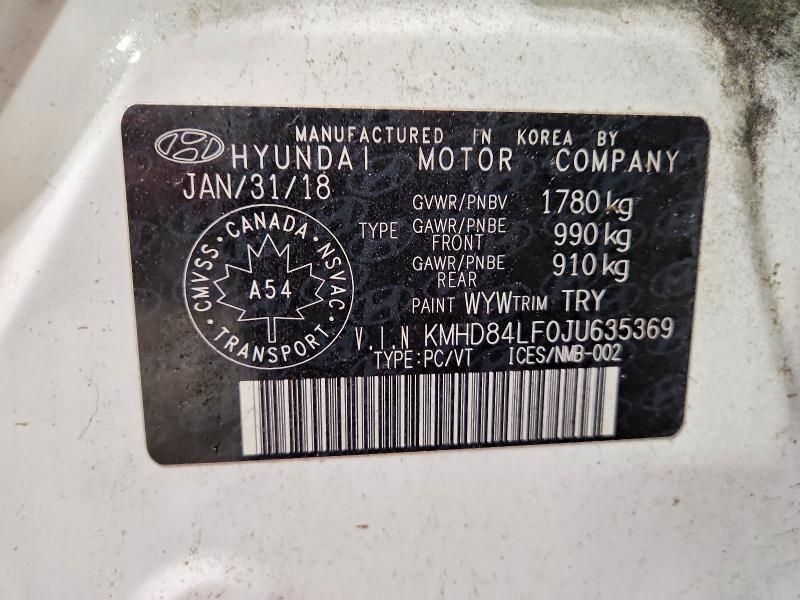 MANUFACTURED IN KOREA BY
HYUNDAI MOTOR COMPANY
JAN/31/18
GVWR/PNBV 1780 kg
TYPE GAWR/PNBE FRONT 990 kg
GAWR/PNBE REAR 910 kg
PAINT WYW TRIM TRY
CMVSS • CANADA • NSVAC • TRANSPORT •
A54
V.I.N KMHD84LF0JU635369
TYPE:PC/VT ICES/NMB-002